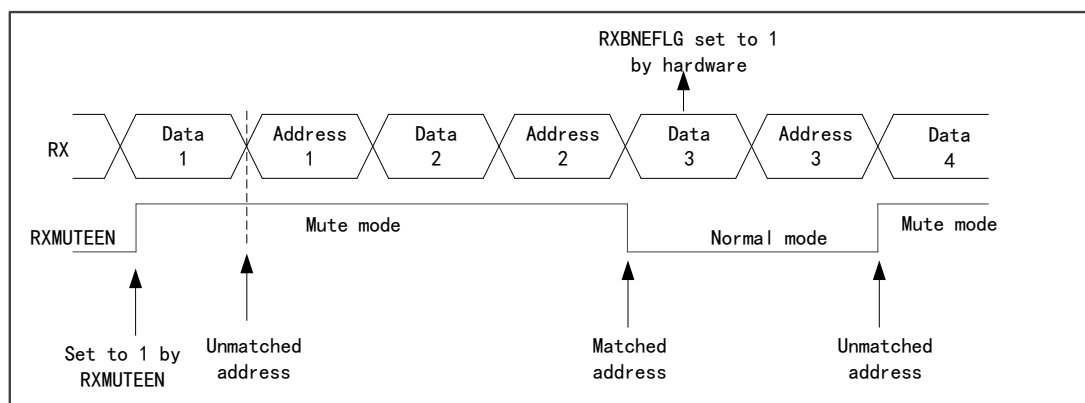 RXBNEFLG set to 1
by hardware
RX
Data
1
Address
1
Data
2
Address
2
Data
3
Address
3
Data
4
RXMUTEEN
Mute mode
Normal mode
Mute mode
Set to 1 by
RXMUTEEN
Unmatched
address
Matched
address
Unmatched
address